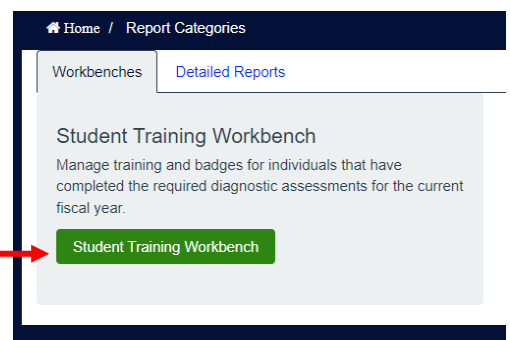 Home / Report Categories
Workbenches Detailed Reports
Student Training Workbench
Manage training and badges for individuals that have
completed the required diagnostic assessments for the current
fiscal year.
Student Training Workbench